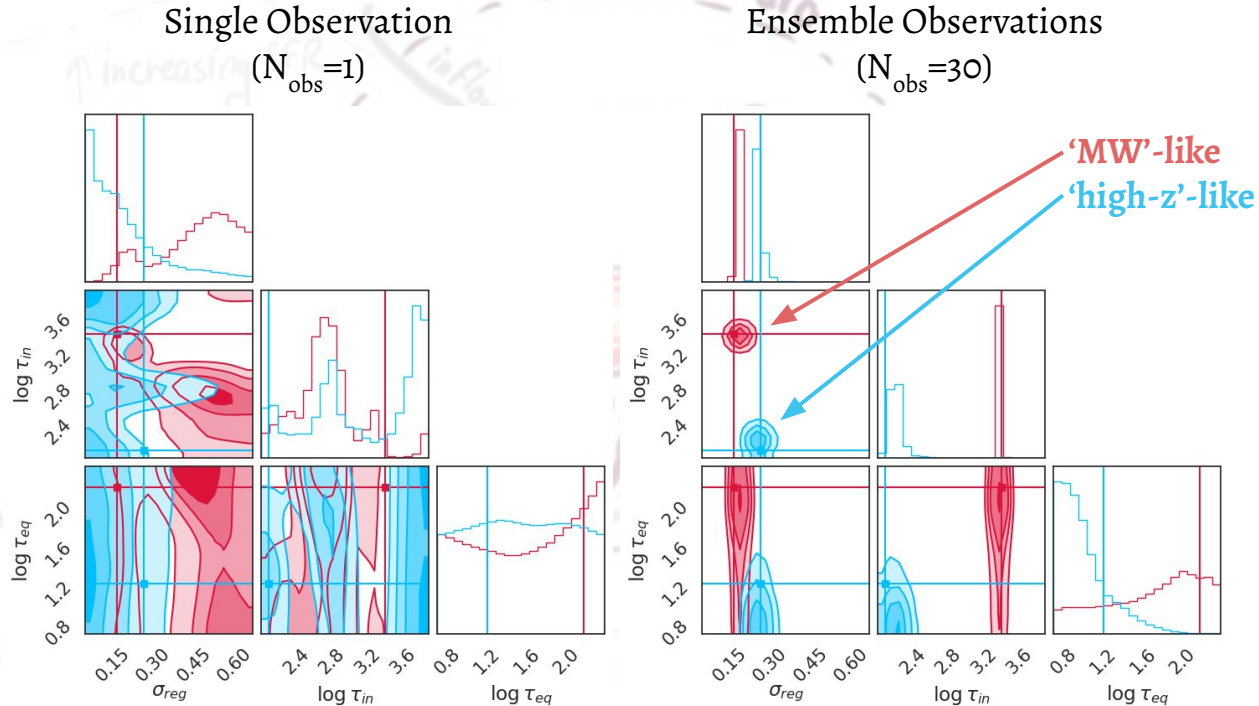 Single Observation
(N_obs=1)
Ensemble Observations
(N_obs=30)
increasing
inflo
'MW'-like
'high-z'-like
log τ_in
3.6
3.2
2.8
2.4
log τ_eq
2.0
1.6
1.2
0.8
0.15 0.30 0.45 0.60
σ_reg
2.4 2.8 3.2 3.6
log τ_in
0.8 1.2 1.6 2.0
log τ_eq
log τ_in
3.6
3.2
2.8
2.4
log τ_eq
2.0
1.6
1.2
0.8
0.15 0.30 0.45 0.60
σ_reg
2.4 2.8 3.2 3.6
log τ_in
0.8 1.2 1.6 2.0
log τ_eq